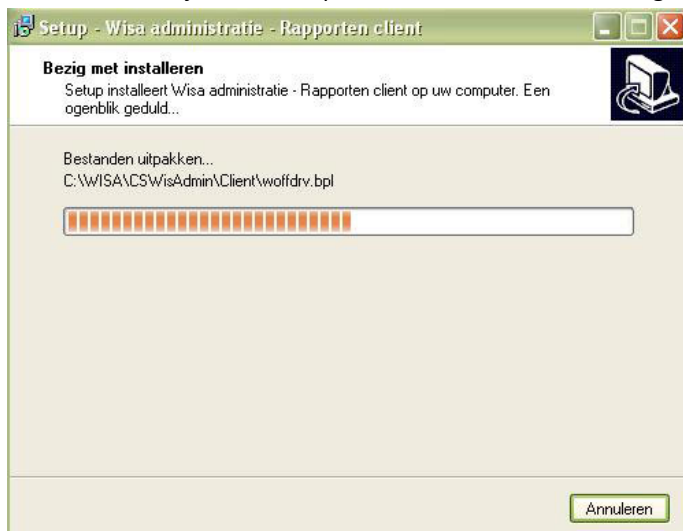 Setup - Wisa administratie - Rapporten client
Bezig met installeren
Setup installeert Wisa administratie - Rapporten client op uw computer. Een
ogenblik geduld...
Bestanden uitpakken...
C:\WISA\CSWisAdmin\Client\woffdrv.bpl
Annuleren